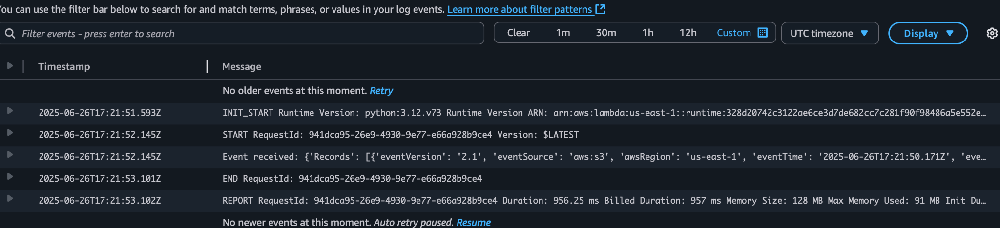 You can use the filter bar below to search for and match terms, phrases, or values in your log events. Learn more about filter patterns
Filter events - press enter to search
Clear 1m 30m 1h 12h Custom UTC timezone Display
Timestamp Message
No older events at this moment. Retry
2025-06-26T17:21:51.593Z INIT_START Runtime Version: python:3.12.v73 Runtime Version ARN: arn:aws:lambda:us-east-1::runtime:328d20742c3122ae6ce3d7de682cc7c281f90f98486a5e552e…
2025-06-26T17:21:52.145Z START RequestId: 941dca95-26e9-4930-9e77-e66a928b9ce4 Version: $LATEST
2025-06-26T17:21:52.145Z Event received: {'Records': [{'eventVersion': '2.1', 'eventSource': 'aws:s3', 'awsRegion': 'us-east-1', 'eventTime': '2025-06-26T17:21:50.171Z', 'eve…
2025-06-26T17:21:53.101Z END RequestId: 941dca95-26e9-4930-9e77-e66a928b9ce4
2025-06-26T17:21:53.102Z REPORT RequestId: 941dca95-26e9-4930-9e77-e66a928b9ce4 Duration: 956.25 ms Billed Duration: 957 ms Memory Size: 128 MB Max Memory Used: 91 MB Init Du…
No newer events at this moment. Auto retry paused. Resume